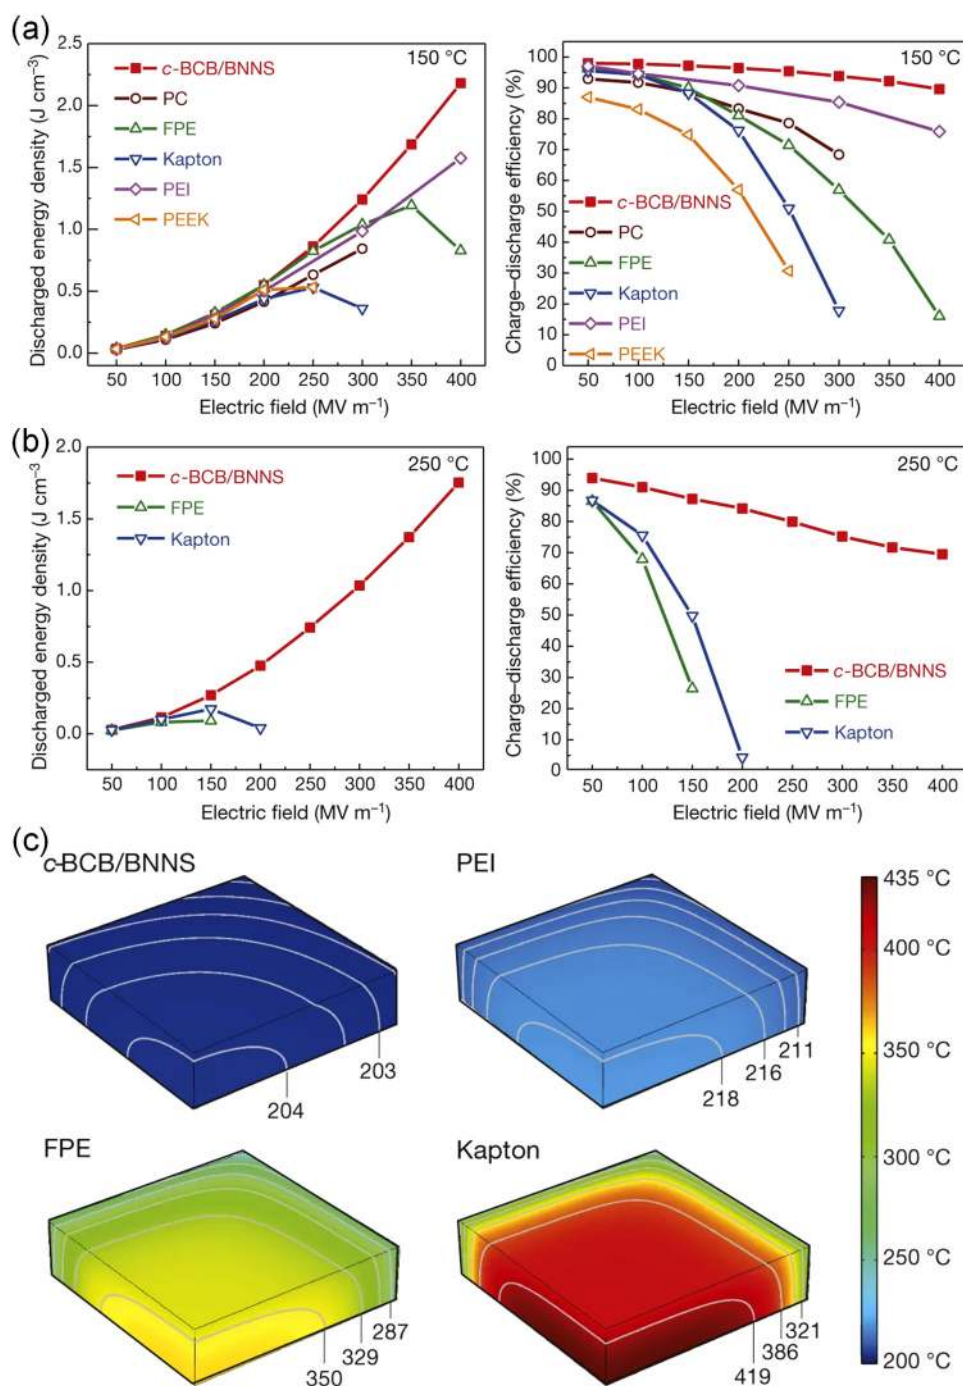 (a)
2.5
2.0
1.5
1.0
0.5
0.0
Discharged energy density (J cm⁻³)
150 °C
c-BCB/BNNS
PC
FPE
Kapton
PEI
PEEK
50 100 150 200 250 300 350 400
Electric field (MV m⁻¹)
100
90
80
70
60
50
40
30
20
10
0
Charge–discharge efficiency (%)
150 °C
c-BCB/BNNS
PC
FPE
Kapton
PEI
PEEK
50 100 150 200 250 300 350 400
Electric field (MV m⁻¹)
(b)
2.0
1.5
1.0
0.5
0.0
Discharged energy density (J cm⁻³)
250 °C
c-BCB/BNNS
FPE
Kapton
50 100 150 200 250 300 350 400
Electric field (MV m⁻¹)
100
90
80
70
60
50
40
30
20
10
0
Charge–discharge efficiency (%)
250 °C
c-BCB/BNNS
FPE
Kapton
50 100 150 200 250 300 350 400
Electric field (MV m⁻¹)
(c)
c-BCB/BNNS
203
204
PEI
211
216
218
FPE
287
329
350
Kapton
321
386
419
435 °C
400 °C
350 °C
300 °C
250 °C
200 °C